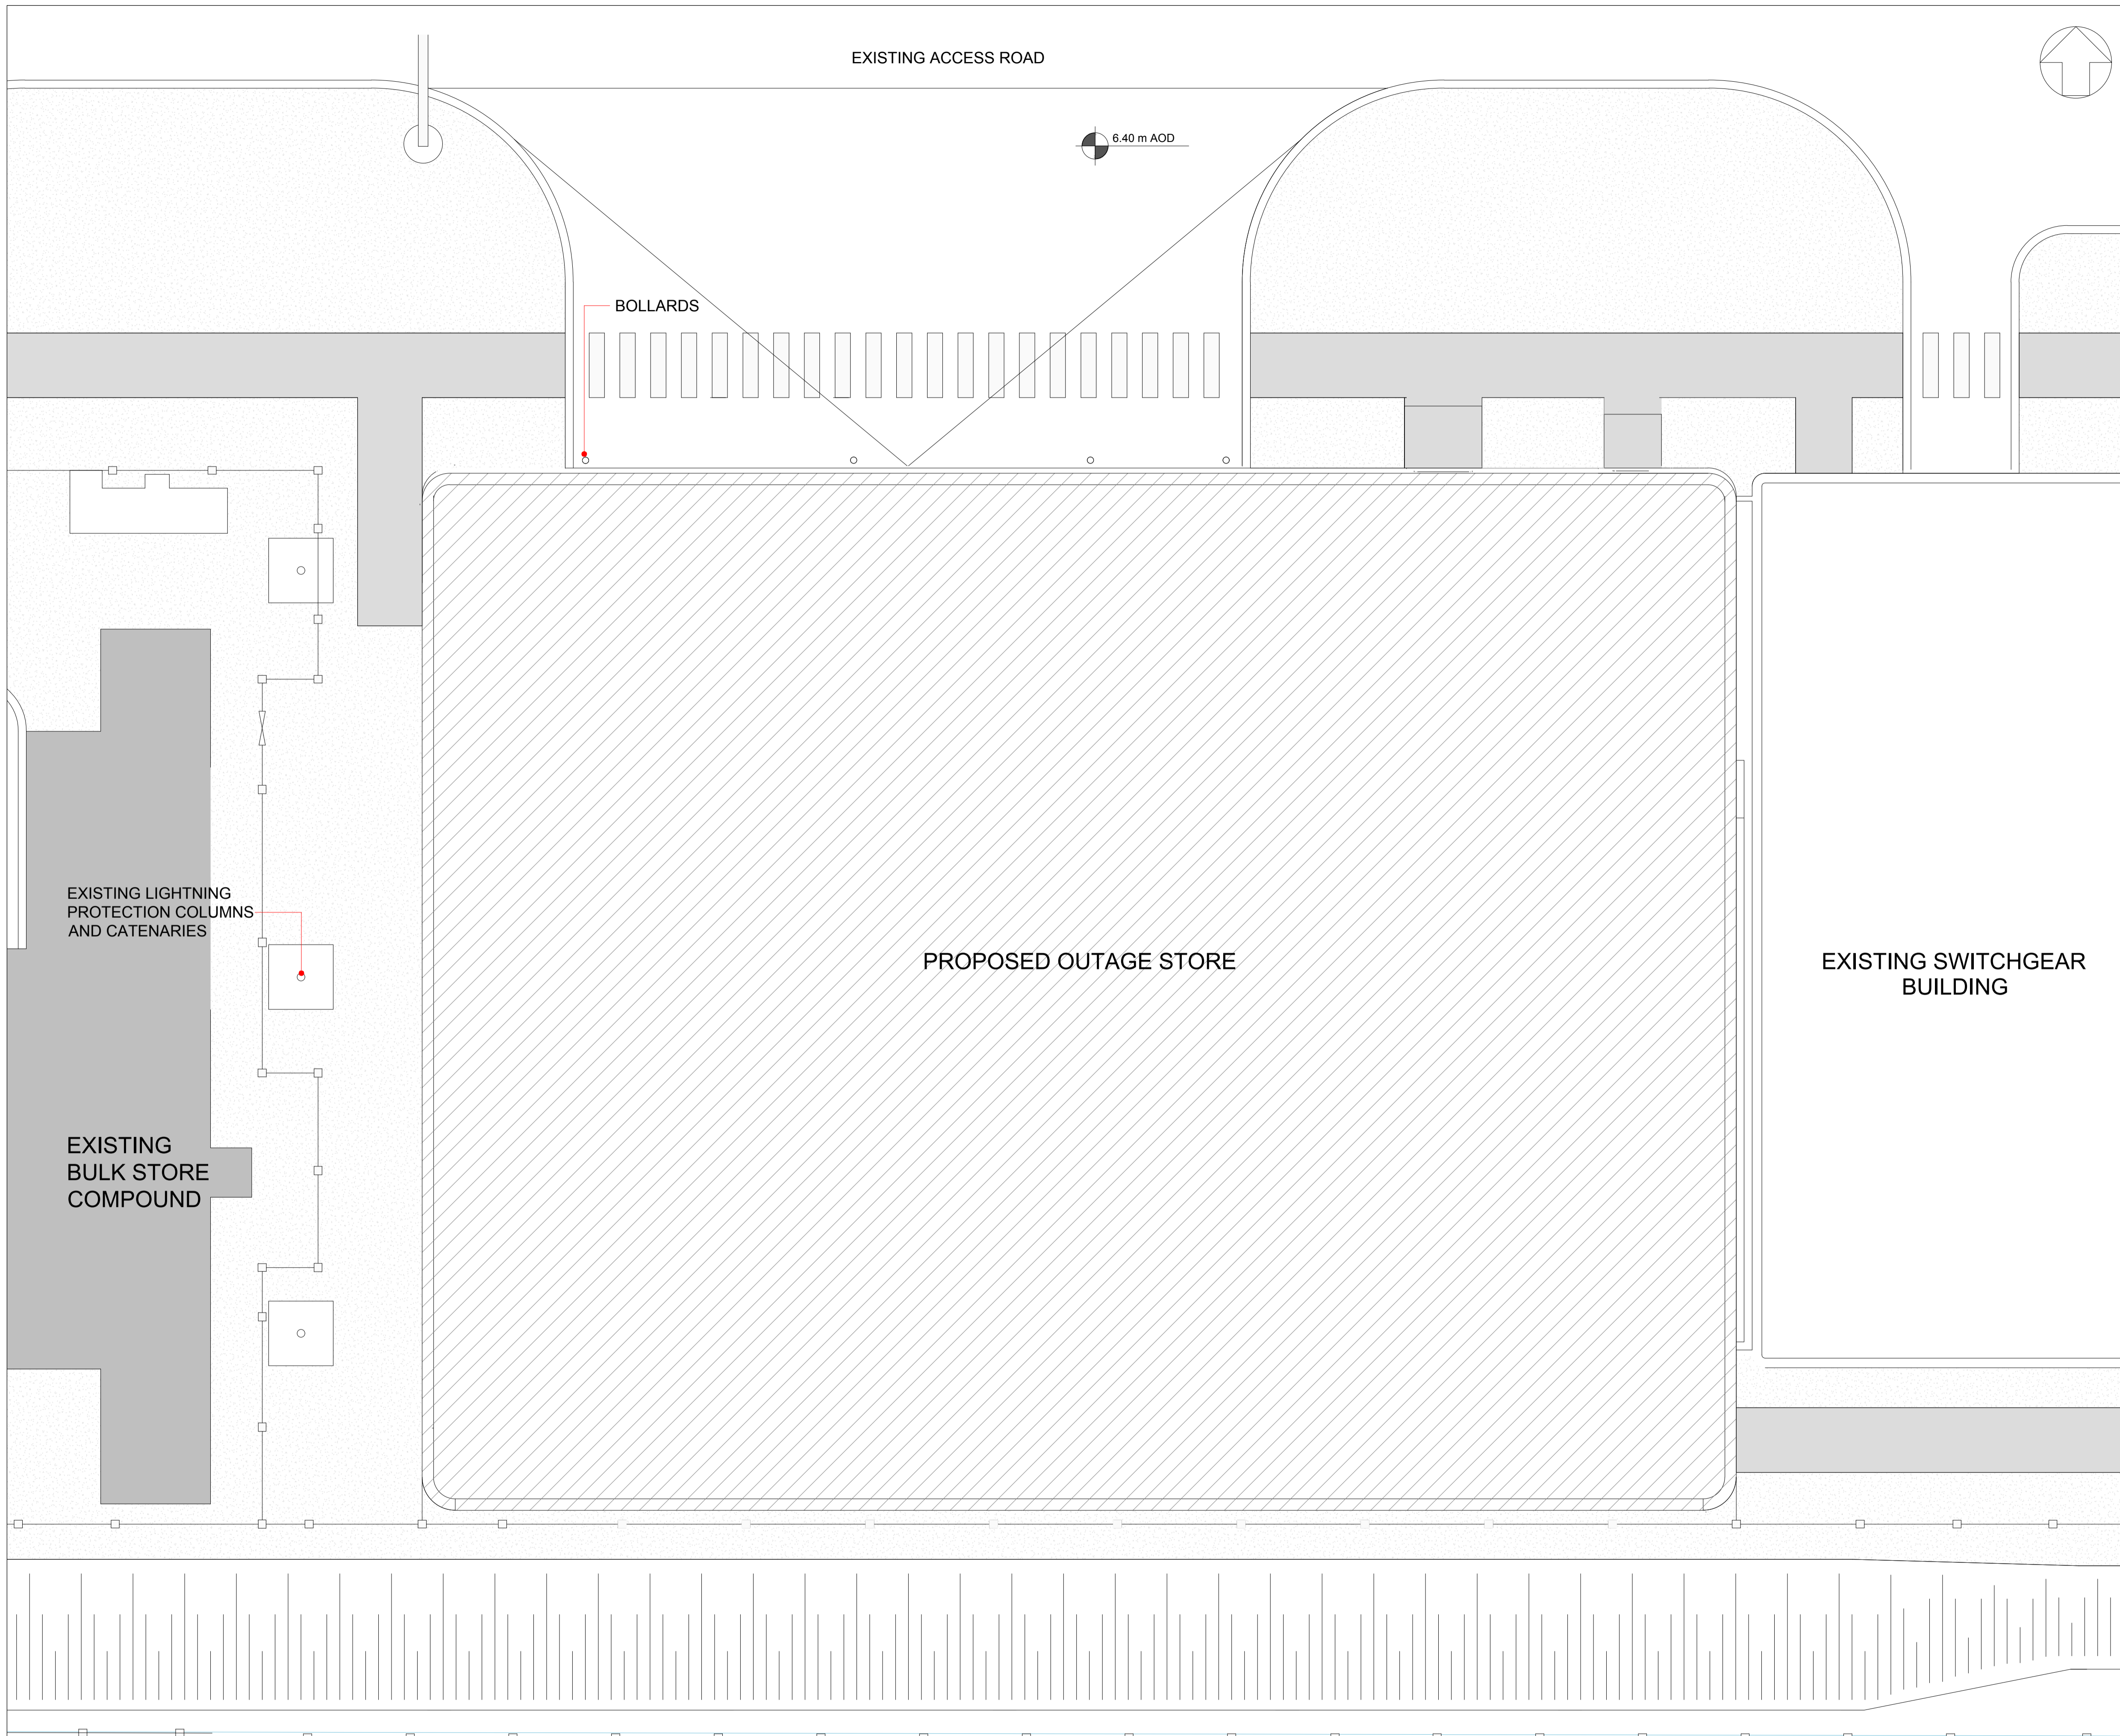 EXISTING ACCESS ROAD
6.40 m AOD
BOLLARDS
EXISTING LIGHTNING
PROTECTION COLUMNS
AND CATENARIES
PROPOSED OUTAGE STORE
EXISTING SWITCHGEAR
BUILDING
EXISTING
BULK STORE
COMPOUND